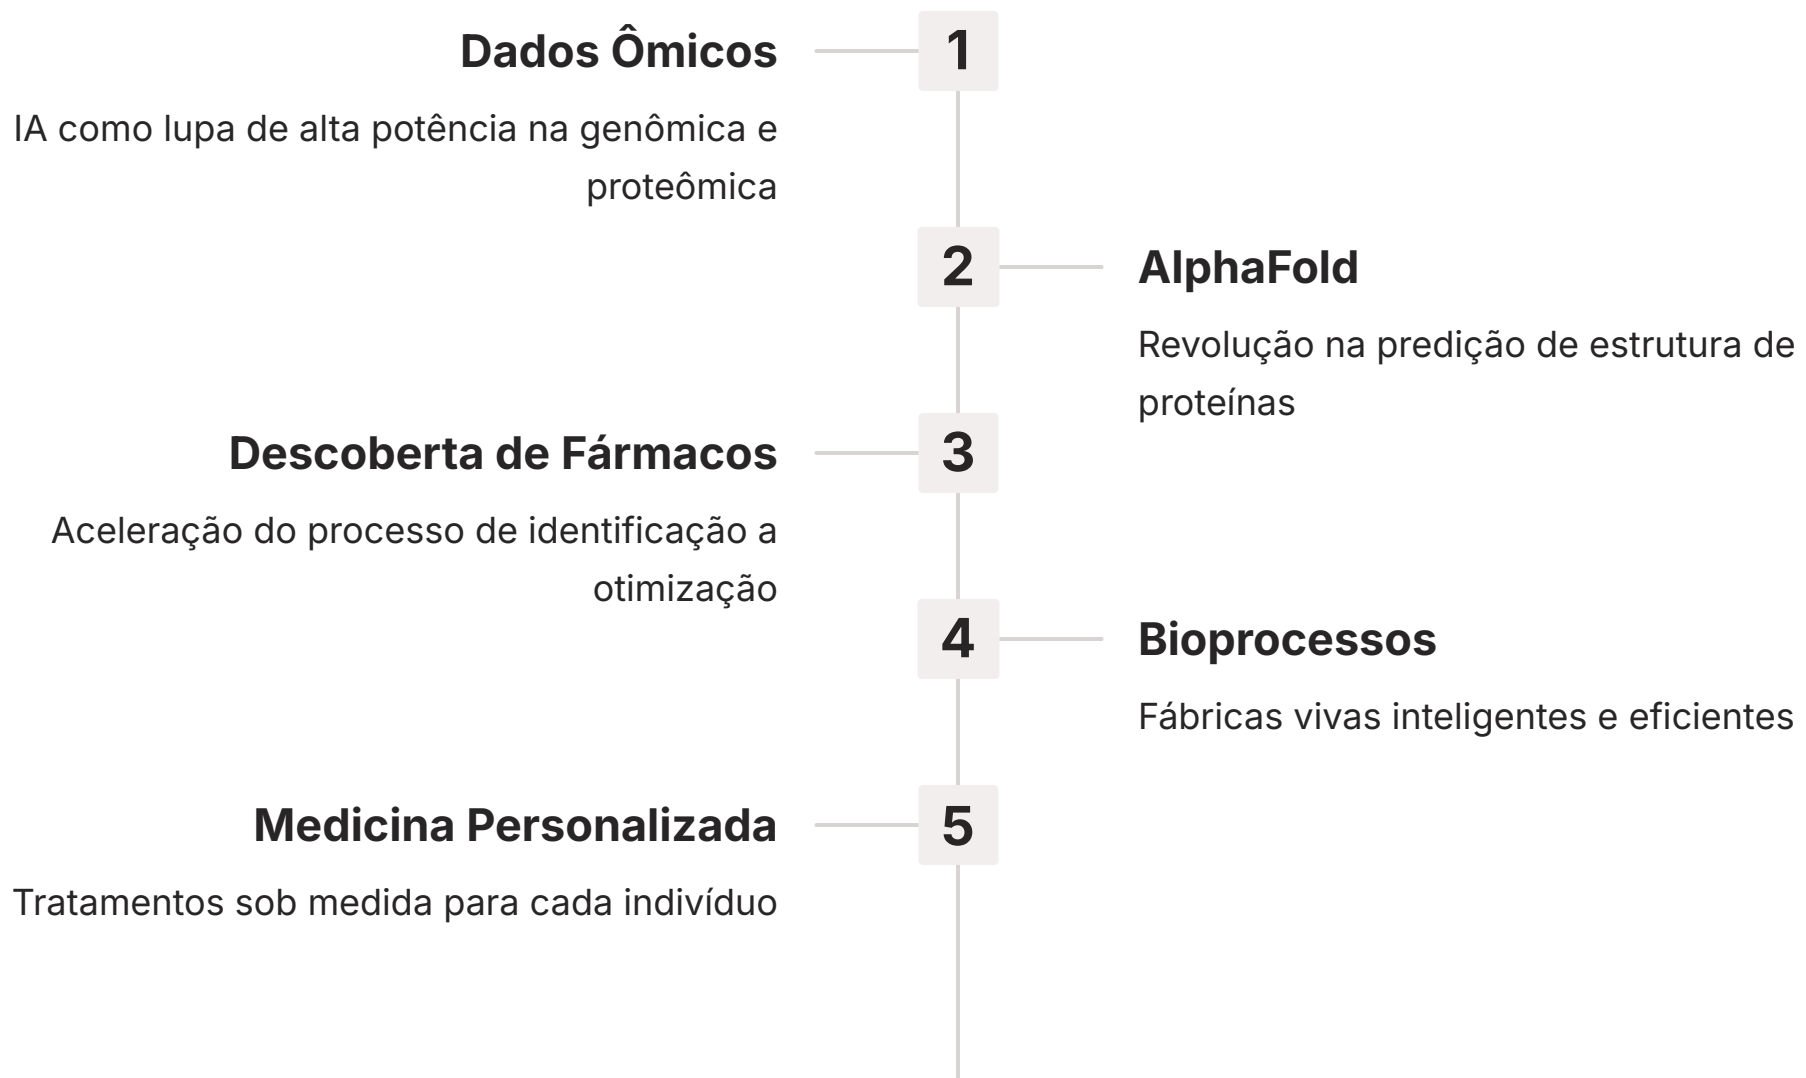 Dados Ômicos
1
IA como lupa de alta potência na genômica e
proteômica
2
AlphaFold
Revolução na predição de estrutura de
proteínas
Descoberta de Fármacos
3
Aceleração do processo de identificação a
otimização
4
Bioprocessos
Fábricas vivas inteligentes e eficientes
Medicina Personalizada
5
Tratamentos sob medida para cada indivíduo